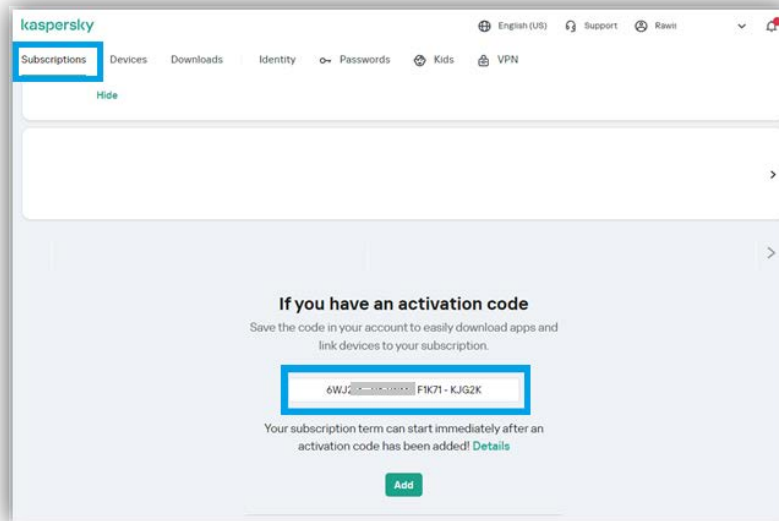 kaspersky
English (US) Support Rawii
Subscriptions Devices Downloads Identity Passwords Kids VPN
Hide
If you have an activation code
Save the code in your account to easily download apps and
link devices to your subscription.
F1K71 - KJG2K
Your subscription term can start immediately after an
activation code has been added! Details
Add